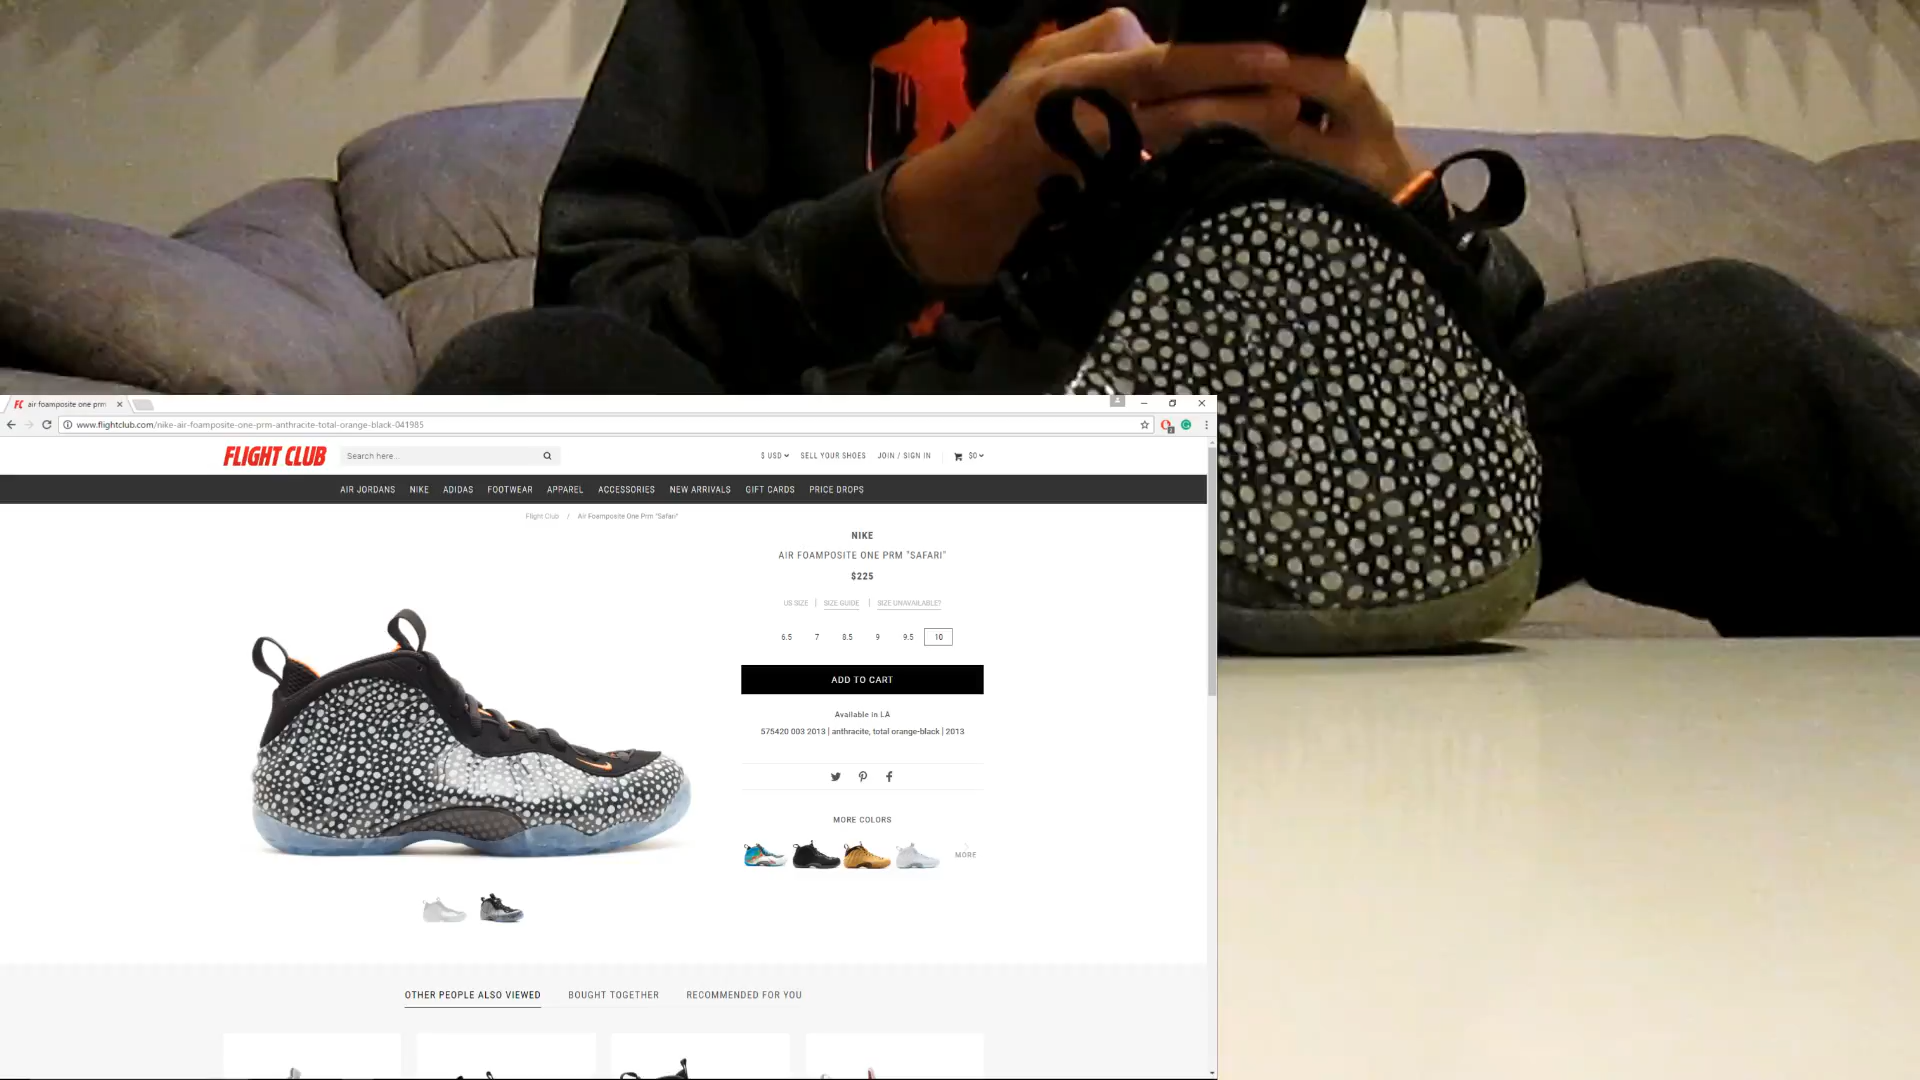 FC air foamposite one prm
www.flightclub.com/nike-air-foamposite-one-prm-anthracite-total-orange-black-041985
FLIGHT CLUB
Search here...
$ USD
SELL YOUR SHOES
JOIN / SIGN IN
$0
AIR JORDANS NIKE ADIDAS FOOTWEAR APPAREL ACCESSORIES NEW ARRIVALS GIFT CARDS PRICE DROPS
Flight Club / Air Foamposite One Prm "Safari"
NIKE
AIR FOAMPOSITE ONE PRM "SAFARI"
$225
US SIZE | SIZE GUIDE | SIZE UNAVAILABLE?
6.5 7 8.5 9 9.5 10
ADD TO CART
Available in LA
575420 003 2013 | anthracite, total orange-black | 2013
MORE COLORS
MORE
OTHER PEOPLE ALSO VIEWED BOUGHT TOGETHER RECOMMENDED FOR YOU